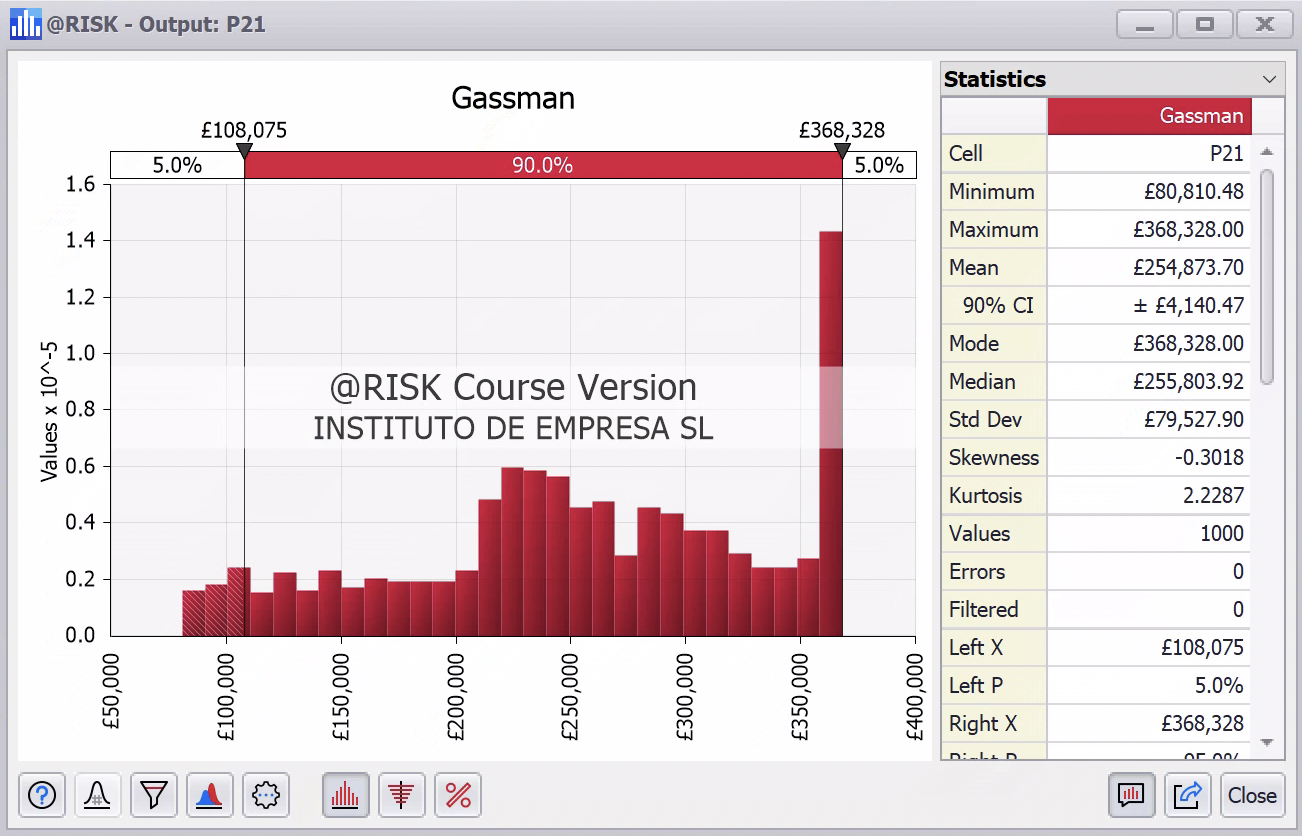 @RISK - Output: P21
Gassman
£108,075
£368,328
5.0%
90.0%
5.0%
1.6
1.4
1.2
1.0
0.8
0.6
0.4
0.2
0.0
Values x 10^-5
@RISK Course Version
INSTITUTO DE EMPRESA SL
£50,000
£100,000
£150,000
£200,000
£250,000
£300,000
£350,000
£400,000
Statistics
Gassman
Cell P21
Minimum £80,810.48
Maximum £368,328.00
Mean £254,873.70
90% CI ± £4,140.47
Mode £368,328.00
Median £255,803.92
Std Dev £79,527.90
Skewness -0.3018
Kurtosis 2.2287
Values 1000
Errors 0
Filtered 0
Left X £108,075
Left P 5.0%
Right X £368,328
Right P 95.0%
Close